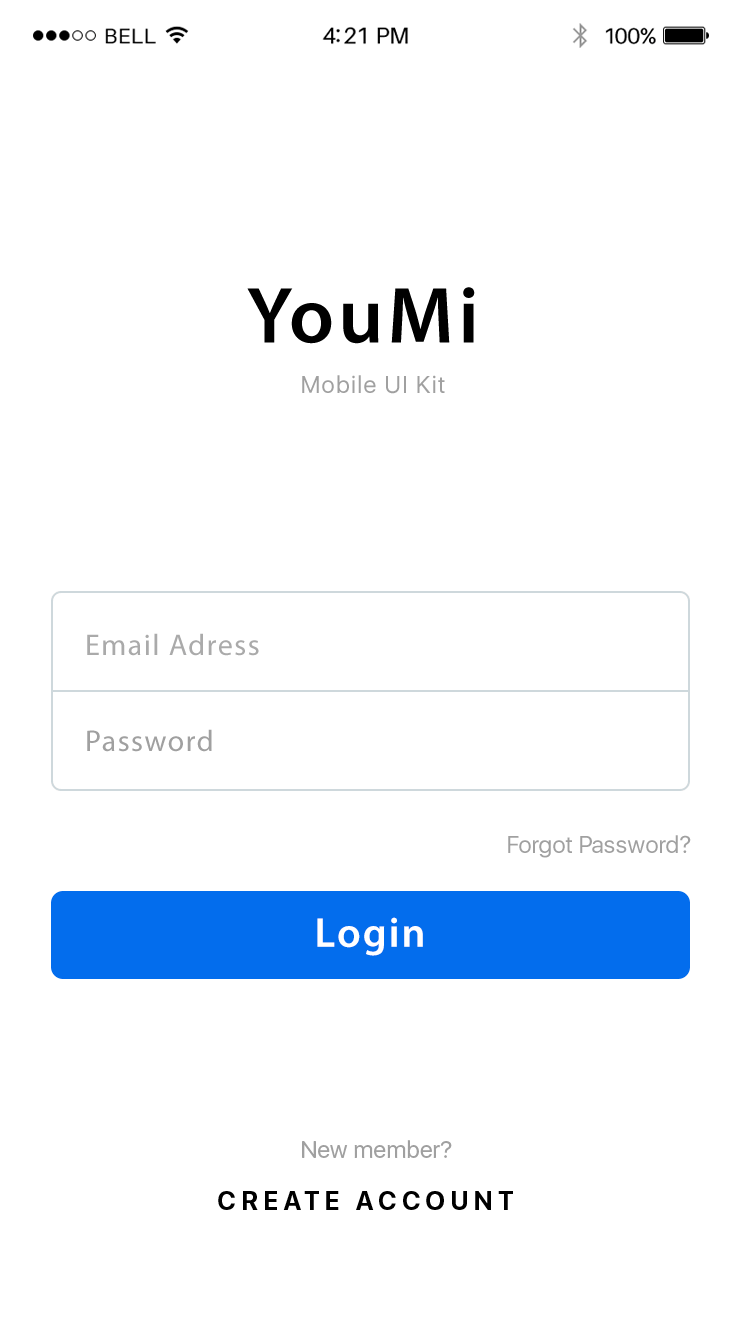 BELL 4:21 PM 100%
YouMi
Mobile UI Kit
Email Adress
Password
Forgot Password?
Login
New member?
CREATE ACCOUNT